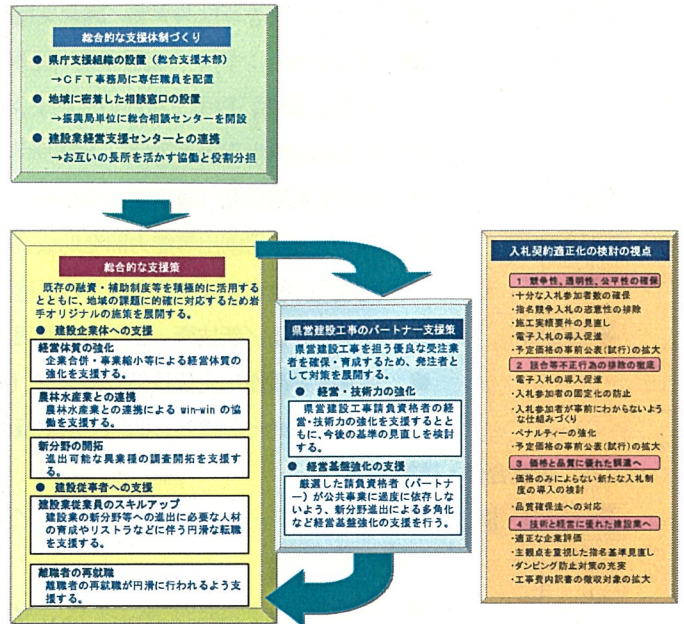 総合的な支援体制づくり
● 県庁支援組織の設置（総合支援本部）
→CFT事務局に専任職員を配置
● 地域に密着した相談窓口の設置
→振興局単位に総合相談センターを開設
● 建設業経営支援センターとの連携
→お互いの長所を活かす協働と役割分担
総合的な支援策
既存の融資・補助制度等を積極的に活用する
とともに、地域の課題に的確に対応するため岩
手オリジナルの施策を展開する。
● 建設企業体への支援
経営体質の強化
企業合併・事業縮小等による経営体質の
強化を支援する。
農林水産業との連携
農林水産業との連携による win-win の協
働を支援する。
新分野の開拓
進出可能な異業種の調査開拓を支援す
る。
● 建設従事者への支援
建設業従業員のスキルアップ
建設業の新分野等への進出に必要な人材
の育成やリストラなどに伴う円滑な転職
を支援する。
離職者の再就職
離職者の再就職が円滑に行われるよう支
援する。
県営建設工事のパートナー支援策
県営建設工事を担う優良な受注業
者を確保・育成するため、発注者と
して対策を展開する。
● 経営・技術力の強化
県営建設工事請負資格者の経
営・技術力の強化を支援するとと
もに、今後の基準の見直しを検討
する。
● 経営基盤強化の支援
厳選した請負資格者（パートナ
ー）が公共事業に過度に依存しな
いよう、新分野進出による多角化
など経営基盤強化の支援を行う。
入札契約適正化の検討の視点
1 競争性、透明性、公平性の確保
・十分な入札参加者数の確保
・指名競争入札の恣意性の排除
・施工実績要件の見直し
・電子入札の導入促進
・予定価格の事前公表(試行)の拡大
2 談合等不正行為の排除の徹底
・電子入札の導入促進
・入札参加者の固定化の防止
・入札参加者が事前にわからないよう
な仕組みづくり
・ペナルティーの強化
・予定価格の事前公表(試行)の拡大
3 価格と品質に優れた調達へ
・価格のみによらない新たな入札制
度の導入の検討
・品質確保法への対応
4 技術と経営に優れた建設業へ
・適正な企業評価
・主観点を重視した指名基準見直し
・ダンピング防止対策の充実
・工事費内訳書の徴収対象の拡大